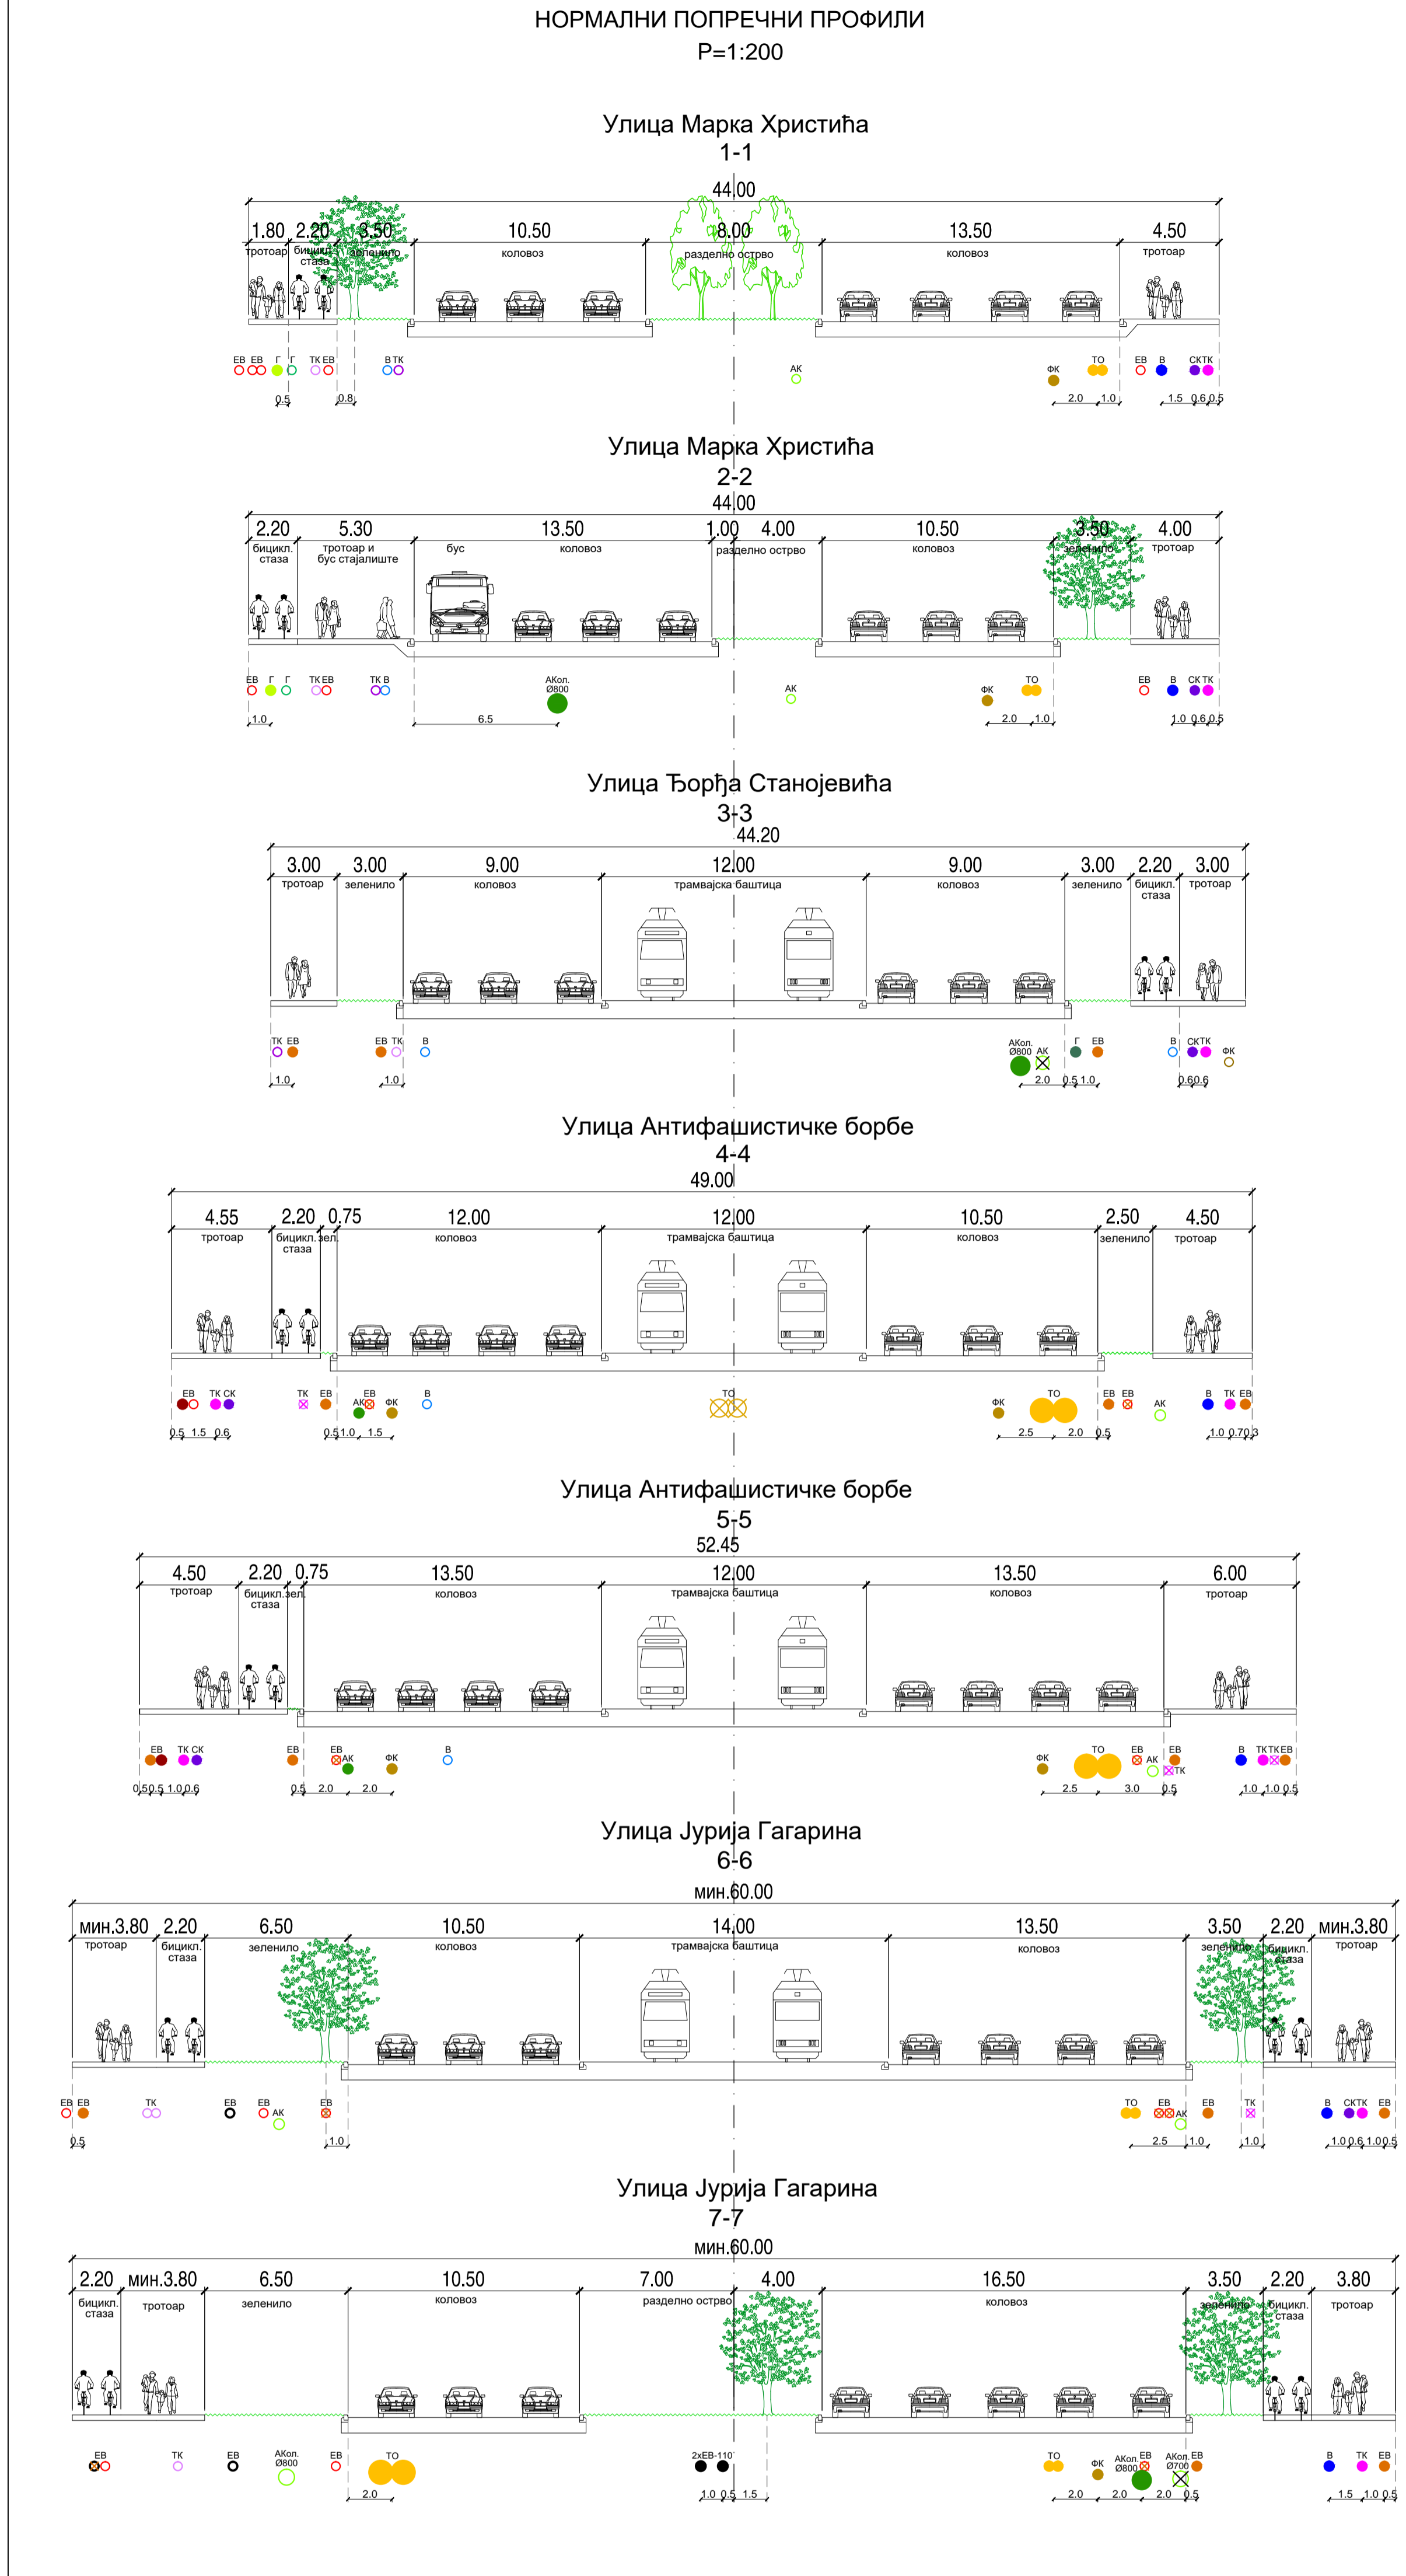 НОРМАЛНИ ПОПРЕЧНИ ПРОФИЛИ
Р=1:200
Улица Марка Христића
1-1
44.00
1.80 2.20 3.50 10.50 8.00 13.50 4.50
тротоар бицикл. стаза зеленило коловоз разделно острво коловоз тротоар
ЕВ ЕВ Г Г ТК ЕВ В ТК АК ФК ТО ЕВ В СК ТК
0.5 0.8 2.0 1.0 1.5 0.6 0.5
Улица Марка Христића
2-2
44.00
2.20 5.30 13.50 1.00 4.00 10.50 3.50 4.00
бицикл. стаза тротоар и бус стајалиште бус коловоз разделно острво коловоз зеленило тротоар
ЕВ Г Г ТК ЕВ ТК В АКол. Ø800 АК ФК ТО ЕВ В СК ТК
1.0 6.5 2.0 1.0 1.0 0.6 0.5
Улица Ђорђа Станојевића
3-3
44.20
3.00 3.00 9.00 12.00 9.00 3.00 2.20 3.00
тротоар зеленило коловоз трамвајска баштица коловоз зеленило бицикл. стаза тротоар
ТК ЕВ ЕВ ТК В АКол. Ø800 АК Г ЕВ В СК ТК ФК
1.0 1.0 2.0 0.5 1.0 0.6 0.6
Улица Антифашистичке борбе
4-4
49.00
4.55 2.20 0.75 12.00 12.00 10.50 2.50 4.50
тротоар бицикл. стаза зел. коловоз трамвајска баштица коловоз зеленило тротоар
ЕВ ТК СК ТК ЕВ АК ЕВ ФК В ТО ФК ТО ЕВ ЕВ АК В ТК ЕВ
0.5 1.5 0.6 0.5 1.0 1.5 2.5 2.0 0.5 1.0 0.7 0.3
Улица Антифашистичке борбе
5-5
52.45
4.50 2.20 0.75 13.50 12.00 13.50 6.00
тротоар бицикл. стаза зел. коловоз трамвајска баштица коловоз тротоар
ЕВ ТК СК ЕВ ЕВ АК ФК В ФК ТО ЕВ АК ТК ЕВ В ТК ТК ЕВ
0.5 0.5 1.0 0.6 0.5 2.0 2.0 2.5 3.0 0.5 1.0 1.0 0.5
Улица Јурија Гагарина
6-6
мин.60.00
мин.3.80 2.20 6.50 10.50 14.00 13.50 3.50 2.20 мин.3.80
тротоар бицикл. стаза зеленило коловоз трамвајска баштица коловоз зеленило бицикл. стаза тротоар
ЕВ ЕВ ТК ЕВ ЕВ АК ЕВ ТО ЕВ АК ЕВ ТК В СК ТК ЕВ
0.5 1.0 2.5 1.0 1.0 1.0 0.6 1.0 0.5
Улица Јурија Гагарина
7-7
мин.60.00
2.20 мин.3.80 6.50 10.50 7.00 4.00 16.50 3.50 2.20 3.80
бицикл. стаза тротоар зеленило коловоз разделно острво коловоз зеленило бицикл. стаза тротоар
ЕВ ТК ЕВ АКол. Ø800 ЕВ ТО 2хЕВ-110 ТО ФК АКол. Ø800 ЕВ АКол. Ø700 ЕВ В ТК ЕВ
2.0 1.0 0.5 1.5 2.0 2.0 2.0 0.5 1.5 1.0 0.5